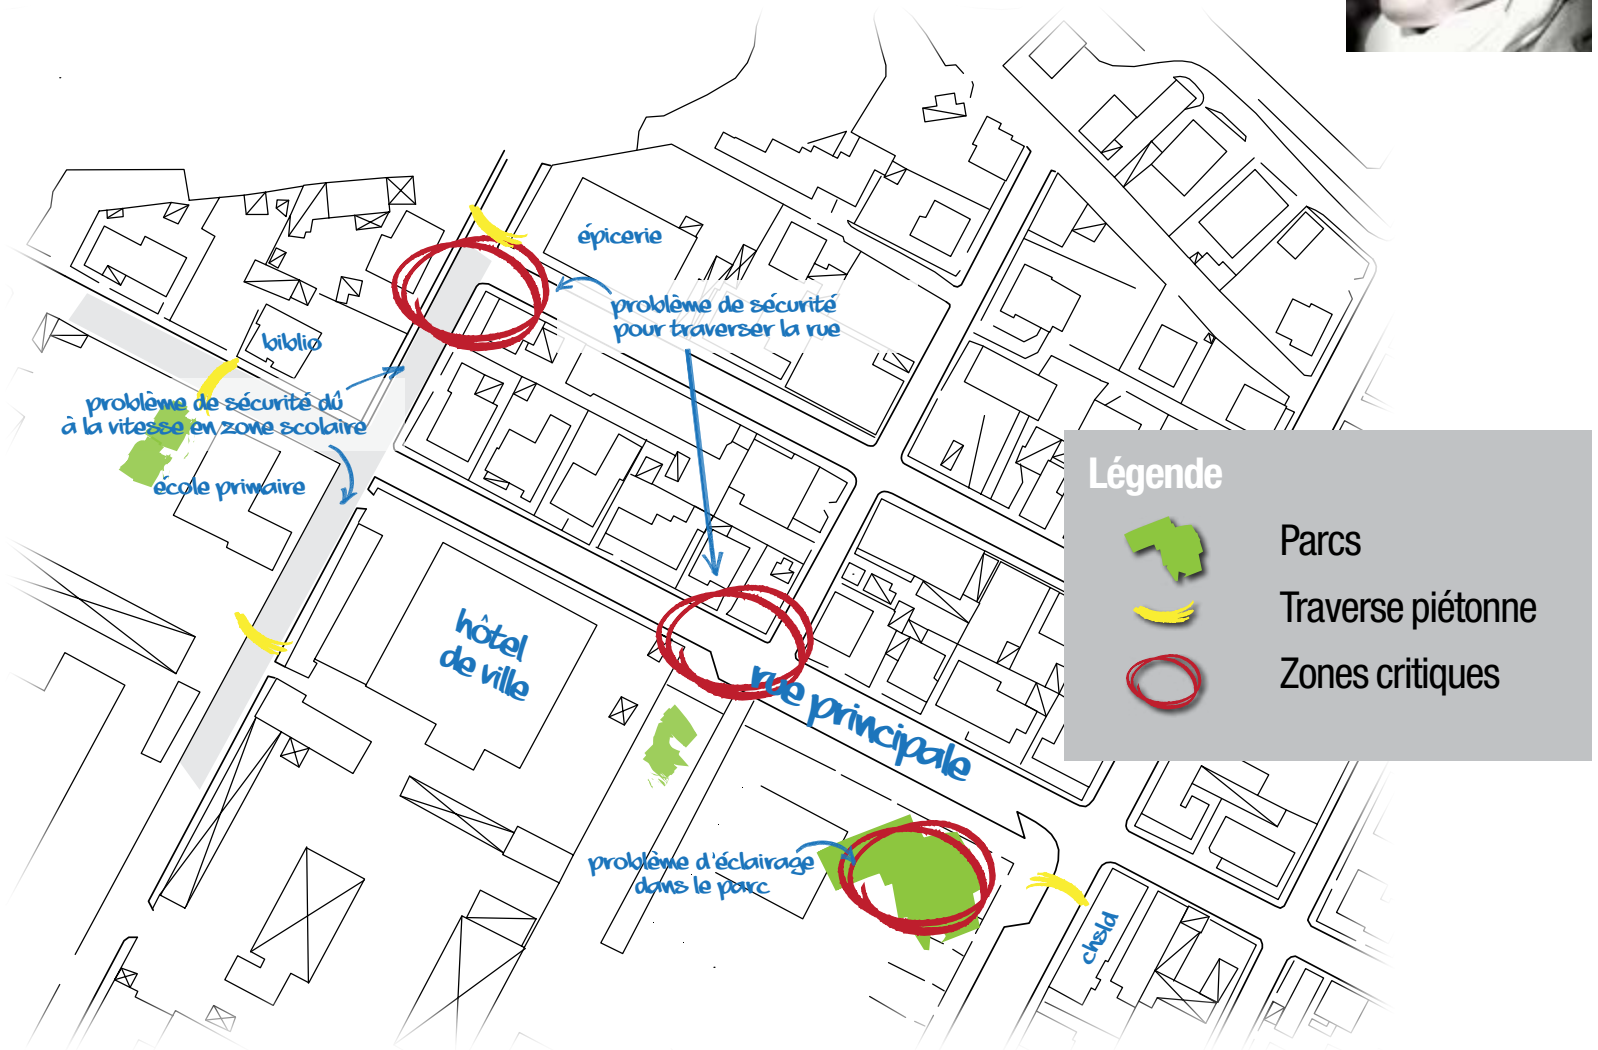 épicerie
problème de sécurité
pour traverser la rue
biblio
problème de sécurité dû
à la vitesse en zone scolaire
école primaire
hôtel
de ville
rue principale
problème d'éclairage
dans le parc
chsld
Légende
Parcs
Traverse piétonne
Zones critiques